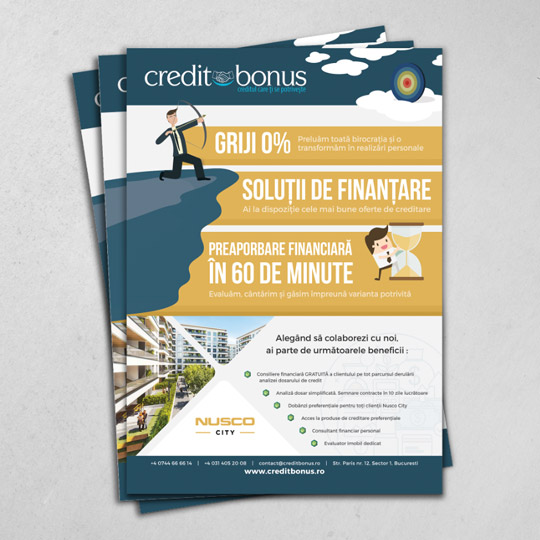 credit bonus
creditul care ți se potrivește
GRIJI 0%
Preluăm toată birocrația și o
transformăm în realizări personale
SOLUȚII DE FINANȚARE
Ai la dispoziție cele mai bune oferte de creditare
PREAPORBARE FINANCIARĂ
ÎN 60 DE MINUTE
Evaluăm, cântărim și găsim împreună varianta potrivită
Alegând să colaborezi cu noi,
ai parte de următoarele beneficii :
Consiliere financiară GRATUITĂ a clientului pe tot parcursul derulării
analizei dosarului de credit
Analiză dosar simplificată. Semnare contracte în 10 zile lucrătoare
Dobânzi preferențiale pentru toți clienții Nusco City
Acces la produse de creditare preferențiale
Consultant financiar personal
Evaluator imobil dedicat
NUSCO
CITY
+4 0744 66 66 14 | +4 031 405 20 08 | contact@creditbonus.ro | Str. Paris nr. 12, Sector 1, Bucuresti
www.creditbonus.ro